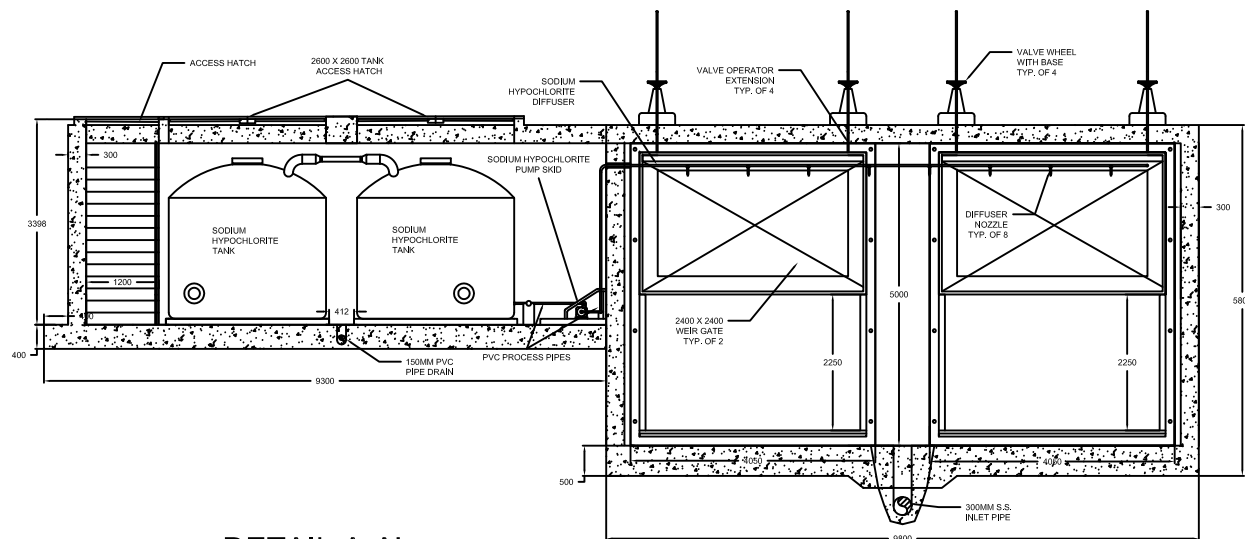 ACCESS HATCH
2600 X 2600 TANK
ACCESS HATCH
SODIUM
HYPOCHLORITE
DIFFUSER
VALVE OPERATOR
EXTENSION
TYP. OF 4
VALVE WHEEL
WITH BASE
TYP. OF 4
300
SODIUM HYPOCHLORITE
PUMP SKID
3398
SODIUM
HYPOCHLORITE
TANK
SODIUM
HYPOCHLORITE
TANK
DIFFUSER
NOZZLE
TYP. OF 8
300
1200
412
5000
2400 X 2400
WEIR GATE
TYP. OF 2
2250
2250
400
150MM PVC
PIPE DRAIN
PVC PROCESS PIPES
9300
4050
4050
500
300MM S.S.
INLET PIPE
9800